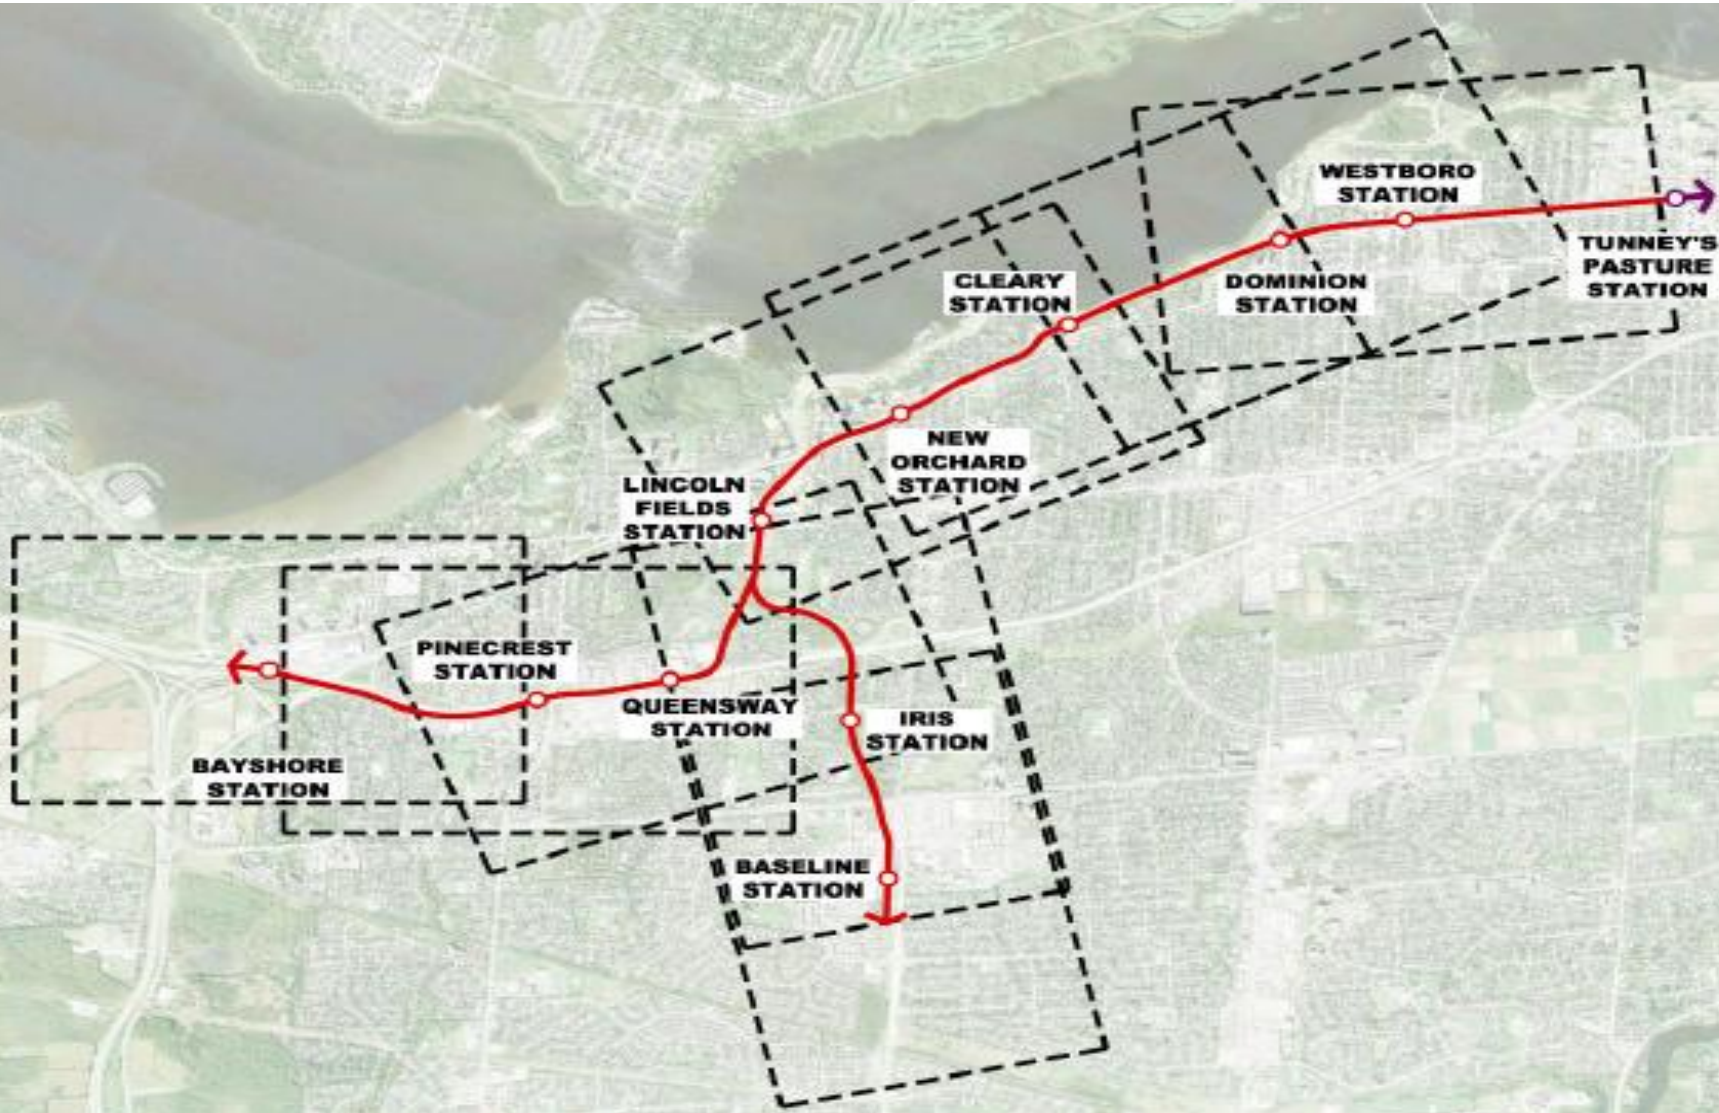 WESTBORO
STATION
TUNNEY'S
PASTURE
STATION
CLEARY
STATION
DOMINION
STATION
NEW
ORCHARD
STATION
LINCOLN
FIELDS
STATION
PINECREST
STATION
QUEENSWAY
STATION
IRIS
STATION
BAYSHORE
STATION
BASELINE
STATION